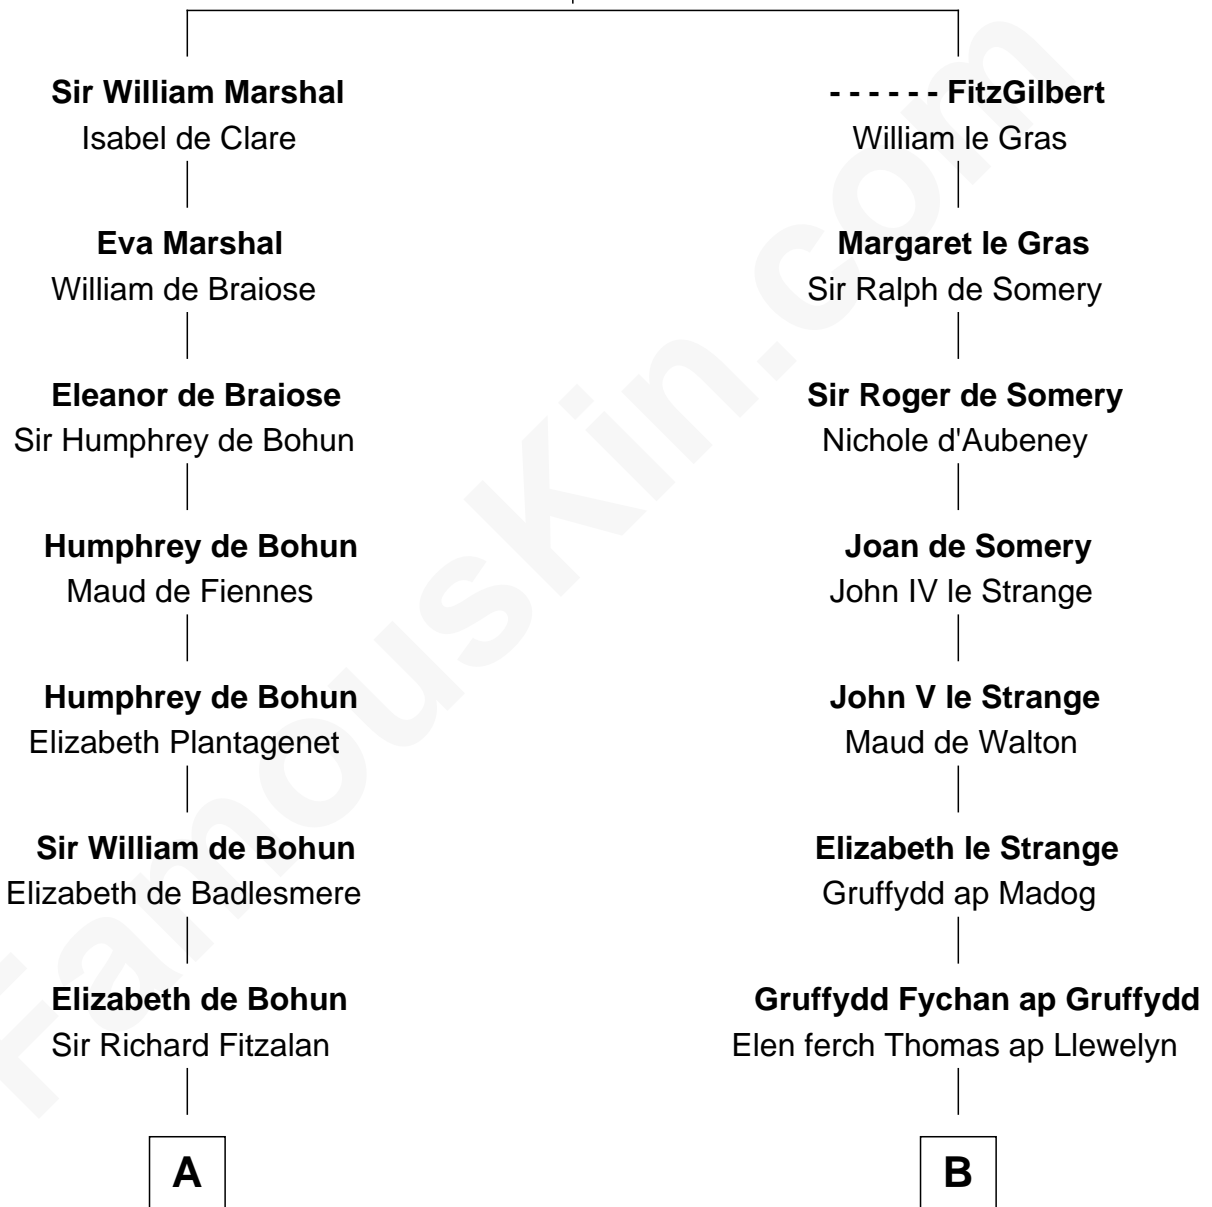 Sir William Marshal
Isabel de Clare
Eva Marshal
William de Braiose
Eleanor de Braiose
Sir Humphrey de Bohun
Humphrey de Bohun
Maud de Fiennes
Humphrey de Bohun
Elizabeth Plantagenet
Sir William de Bohun
Elizabeth de Badlesmere
Elizabeth de Bohun
Sir Richard Fitzalan
A
- - - - - - FitzGilbert
William le Gras
Margaret le Gras
Sir Ralph de Somery
Sir Roger de Somery
Nichole d'Aubeney
Joan de Somery
John IV le Strange
John V le Strange
Maud de Walton
Elizabeth le Strange
Gruffydd ap Madog
Gruffydd Fychan ap Gruffydd
Elen ferch Thomas ap Llewelyn
B
FamousKin.com